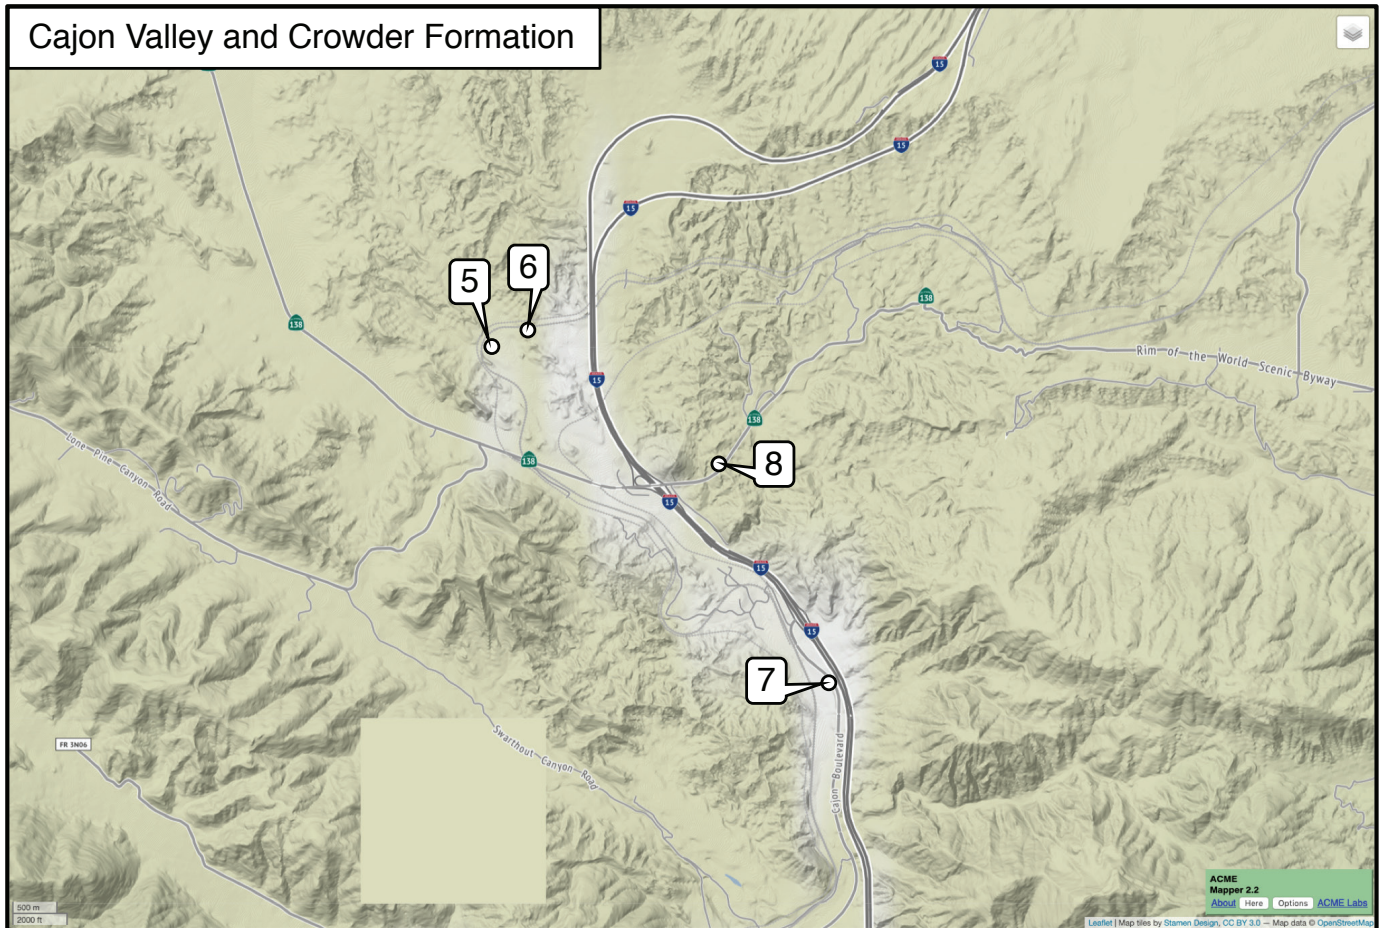 Cajon Valley and Crowder Formation
15
15
15
5
6
138
138
Rim of the World Scenic Byway
15
138
Lone Pine Canyon Road
138
8
15
15
15
7
Swarthout Canyon Road
FR 3N06
Cajon Boulevard
ACME
Mapper 2.2
About Here Options ACME Labs
500 m
2000 ft
Leaflet | Map tiles by Stamen Design, CC BY 3.0 — Map data © OpenStreetMap